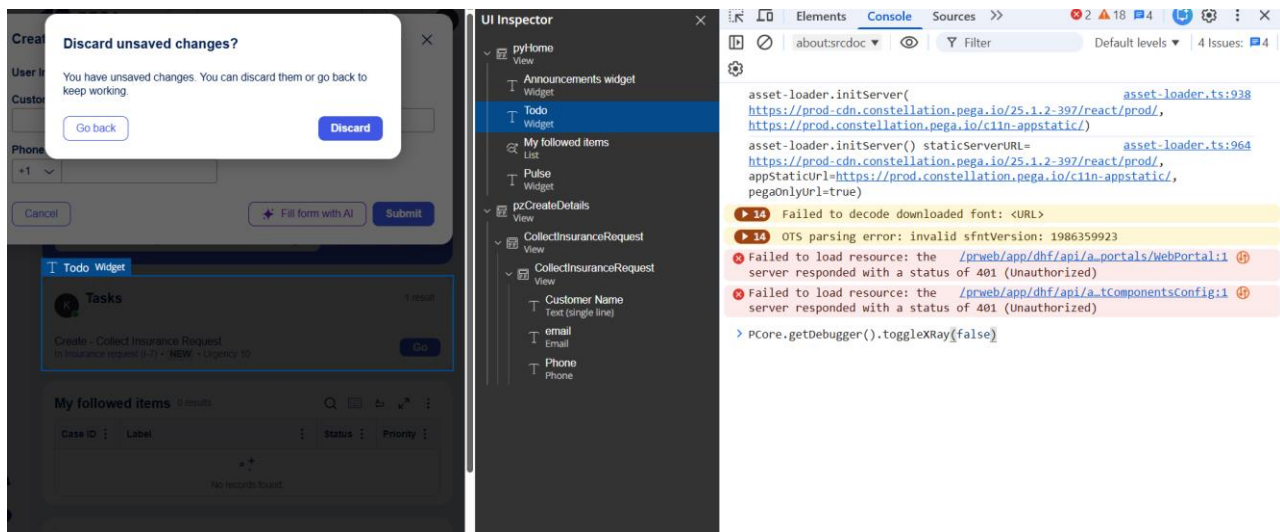 Creat
Discard unsaved changes?
User In
You have unsaved changes. You can discard them or go back to
keep working.
Custo
Go back
Discard
Phone
+1
Cancel
Fill form with AI
Submit
Todo Widget
K
Tasks
1 result
Create - Collect Insurance Request
In Insurance request (I-7) • NEW • Urgency 10
Go
My followed items 0 results
Case ID
Label
Status
Priority
No records found.
UI Inspector
pyHome
View
Announcements widget
Widget
Todo
Widget
My followed items
List
Pulse
Widget
pzCreateDetails
View
CollectInsuranceRequest
View
CollectInsuranceRequest
View
Customer Name
Text (single line)
email
Email
Phone
Phone
Elements Console Sources
2 18 4
about:srcdoc
Filter
Default levels
4 Issues: 4
asset-loader.initServer( asset-loader.ts:938
https://prod-cdn.constellation.pega.io/25.1.2-397/react/prod/,
https://prod.constellation.pega.io/c11n-appstatic/)
asset-loader.initServer() staticServerURL= asset-loader.ts:964
https://prod-cdn.constellation.pega.io/25.1.2-397/react/prod/,
appStaticUrl=https://prod.constellation.pega.io/c11n-appstatic/,
pegaOnlyUrl=true)
14 Failed to decode downloaded font: <URL>
14 OTS parsing error: invalid sfntVersion: 1986359923
Failed to load resource: the /prweb/app/dhf/api/a…portals/WebPortal:1
server responded with a status of 401 (Unauthorized)
Failed to load resource: the /prweb/app/dhf/api/a…tComponentsConfig:1
server responded with a status of 401 (Unauthorized)
> PCore.getDebugger().toggleXRay(false)